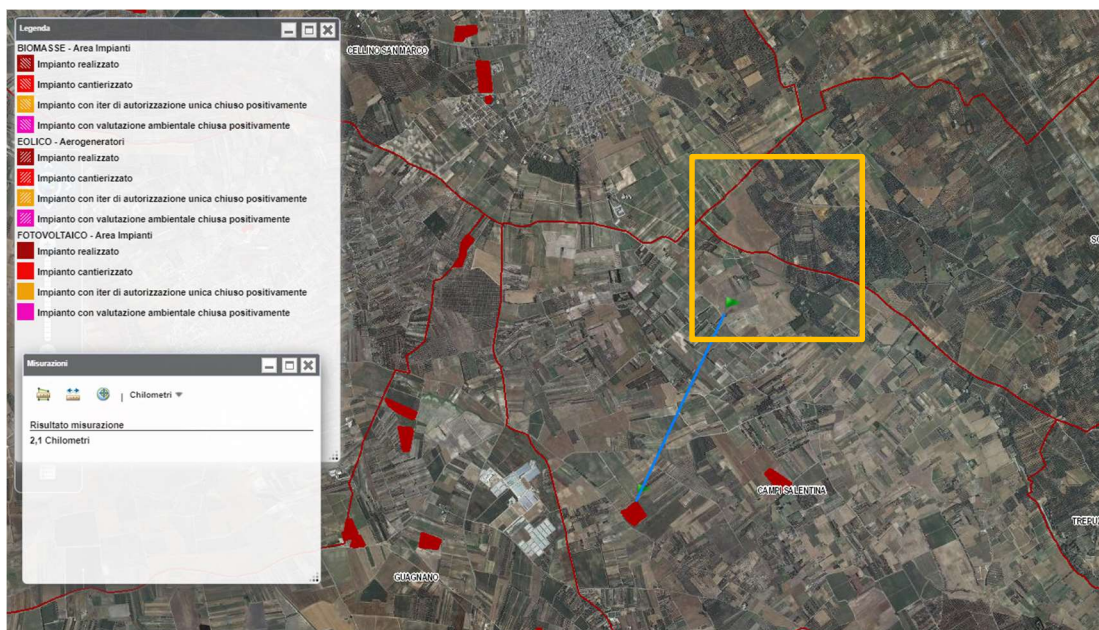 Legenda
BIOMASSE - Area Impianti
Impianto realizzato
Impianto cantierizzato
Impianto con iter di autorizzazione unica chiuso positivamente
Impianto con valutazione ambientale chiusa positivamente
EOLICO - Aerogeneratori
Impianto realizzato
Impianto cantierizzato
Impianto con iter di autorizzazione unica chiuso positivamente
Impianto con valutazione ambientale chiusa positivamente
FOTOVOLTAICO - Area Impianti
Impianto realizzato
Impianto cantierizzato
Impianto con iter di autorizzazione unica chiuso positivamente
Impianto con valutazione ambientale chiusa positivamente
Misurazioni
Chilometri
Risultato misurazione
2,1 Chilometri
CELLINO SAN MARCO
CAMPI SALENTINA
GUAGNANO